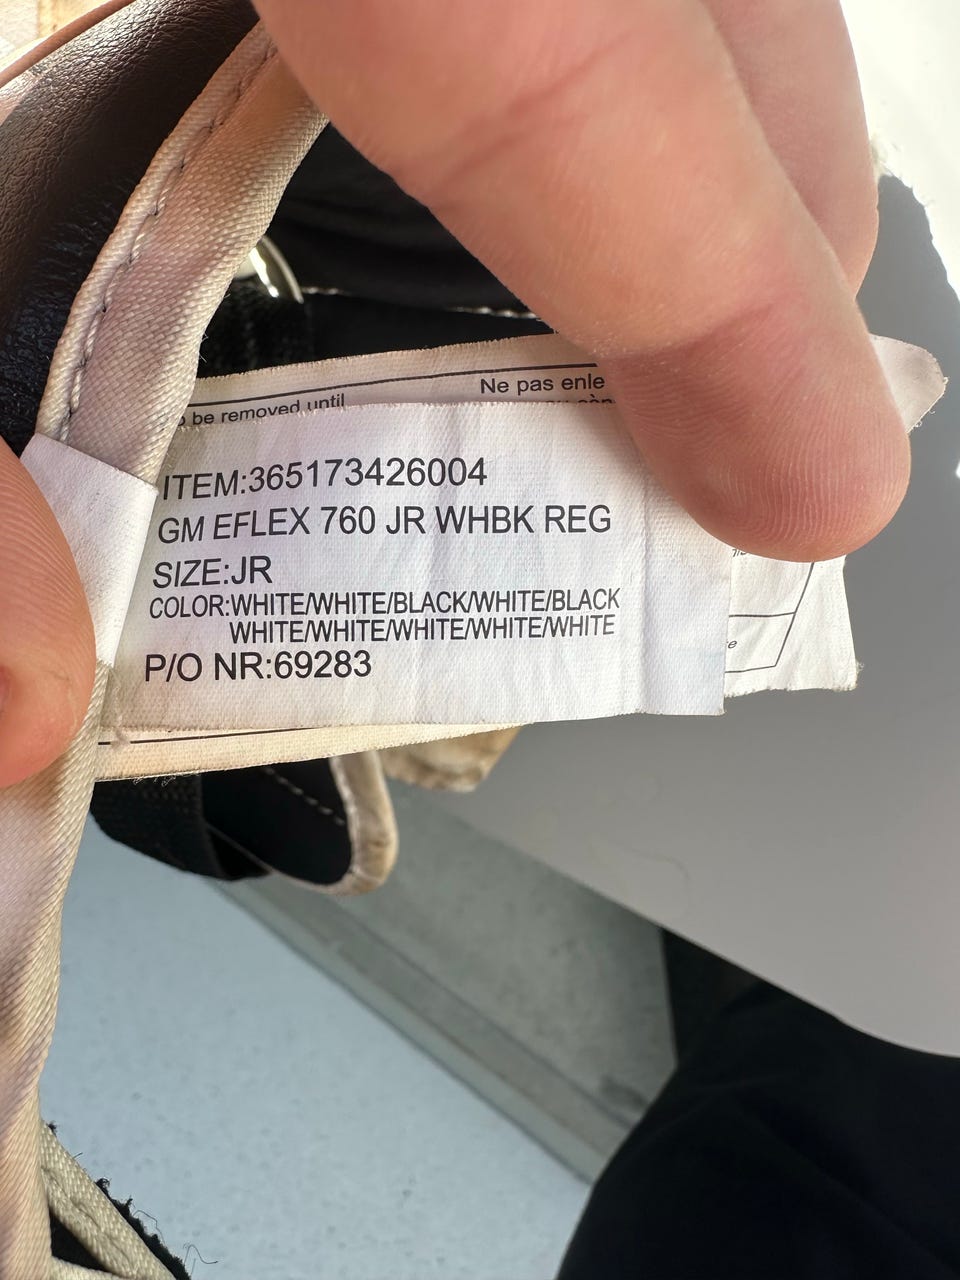 be removed until
Ne pas enle
ITEM:365173426004
GM EFLEX 760 JR WHBK REG
SIZE:JR
COLOR:WHITE/WHITE/BLACK/WHITE/BLACK
WHITE/WHITE/WHITE/WHITE/WHITE
P/O NR:69283